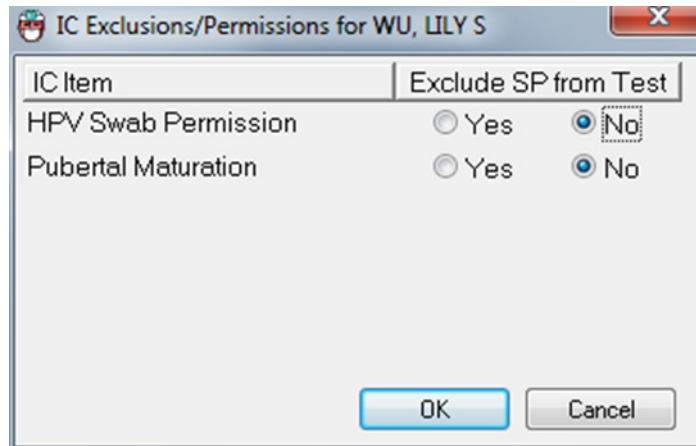 IC Exclusions/Permissions for WU, LILY S
IC Item Exclude SP from Test
HPV Swab Permission Yes No
Pubertal Maturation Yes No
OK Cancel